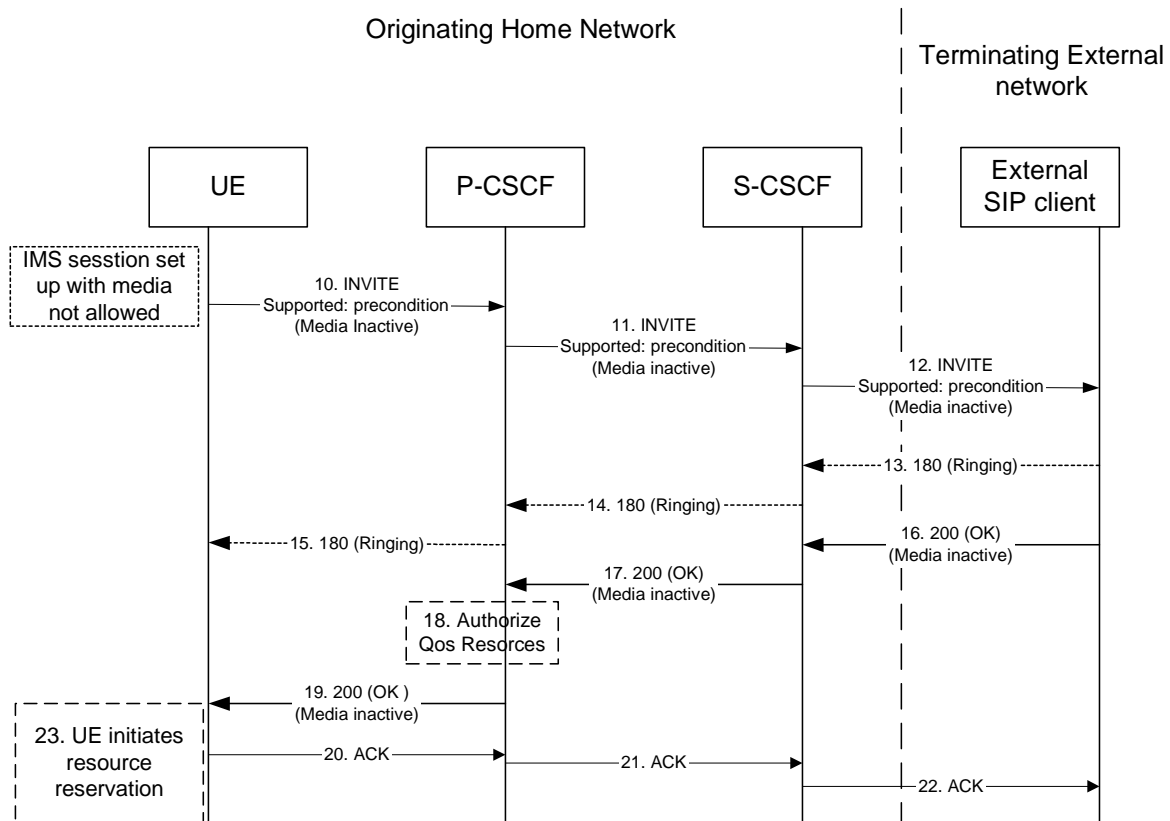 Originating Home Network
Terminating External
network
UE
P-CSCF
S-CSCF
External
SIP client
IMS sesstion set
up with media
not allowed
10. INVITE
Supported: precondition
(Media Inactive)
11. INVITE
Supported: precondition
(Media inactive)
12. INVITE
Supported: precondition
(Media inactive)
13. 180 (Ringing)
14. 180 (Ringing)
15. 180 (Ringing)
16. 200 (OK)
(Media inactive)
17. 200 (OK)
(Media inactive)
18. Authorize
Qos Resorces
19. 200 (OK )
(Media inactive)
23. UE initiates
resource
reservation
20. ACK
21. ACK
22. ACK